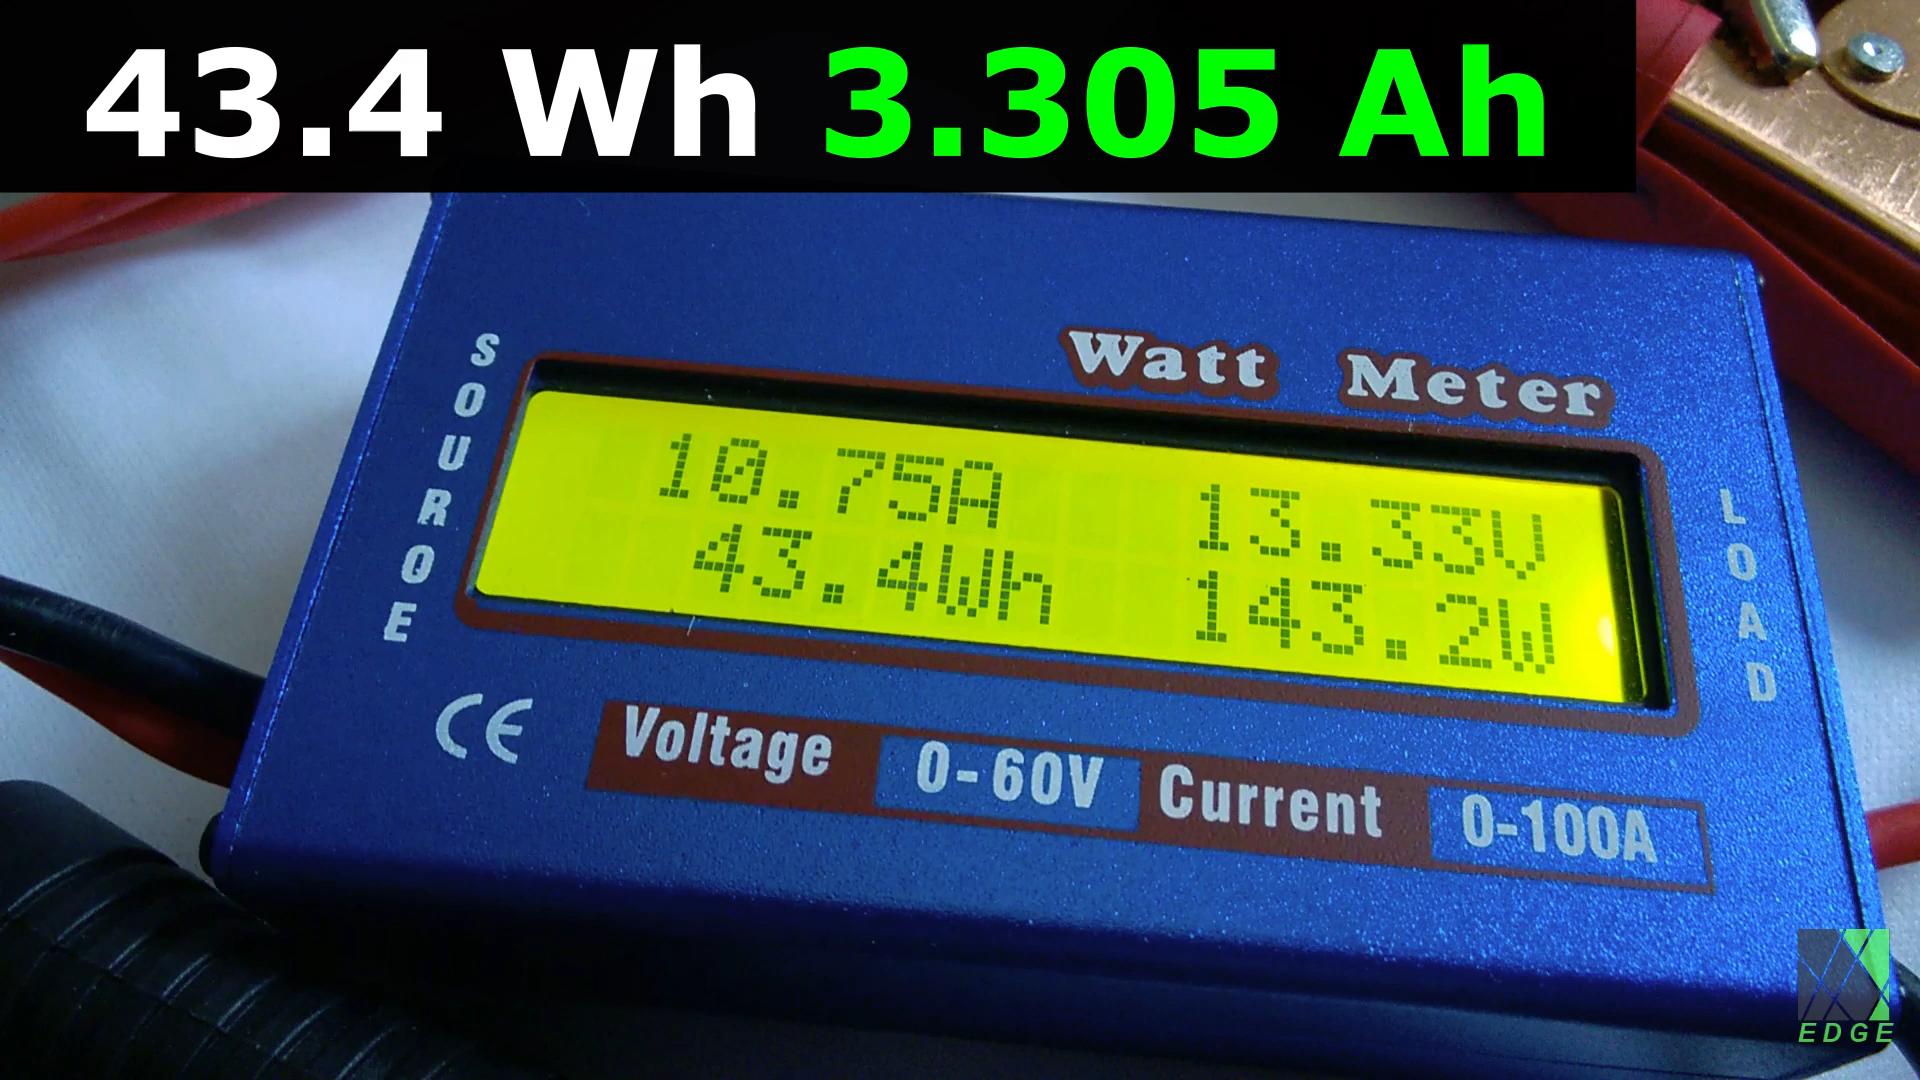 43.4 Wh 3.305 Ah
Watt Meter
SOURCE
10.75A 13.33V
43.4Wh 143.2W
LOAD
CE
Voltage 0-60V Current 0-100A
EDGE